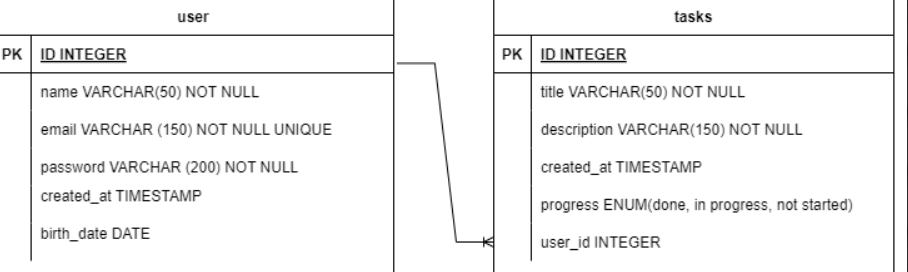 user
PK ID INTEGER
name VARCHAR(50) NOT NULL
email VARCHAR (150) NOT NULL UNIQUE
password VARCHAR (200) NOT NULL
created_at TIMESTAMP
birth_date DATE
tasks
PK ID INTEGER
title VARCHAR(50) NOT NULL
description VARCHAR(150) NOT NULL
created_at TIMESTAMP
progress ENUM(done, in progress, not started)
user_id INTEGER